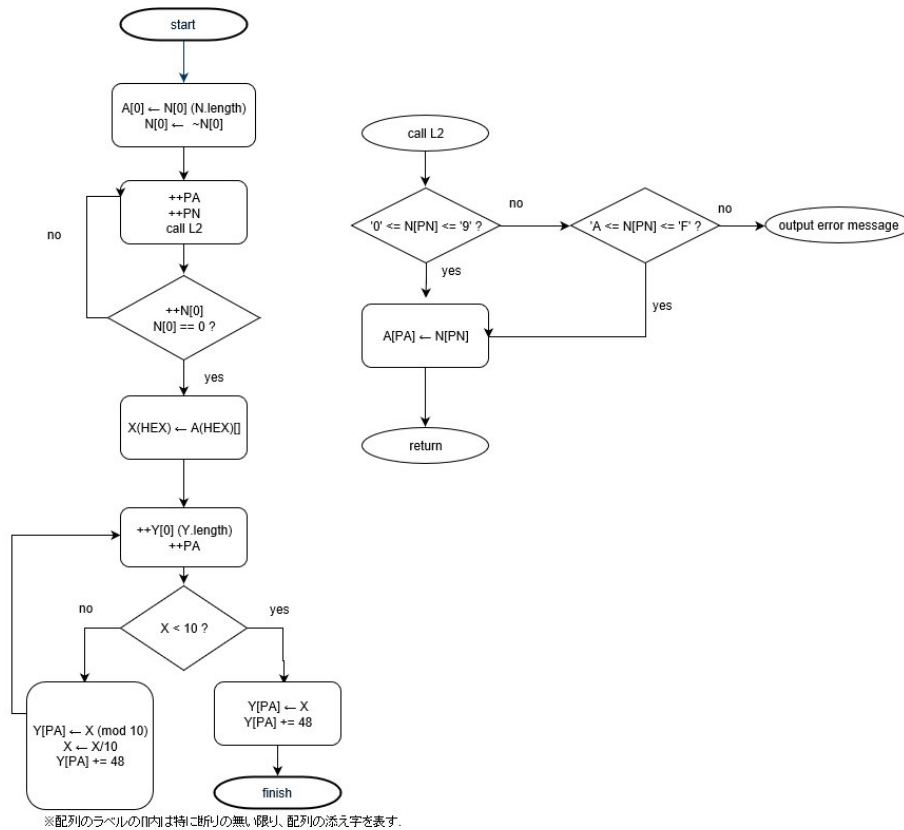 start
A[0] ← N[0] (N.length)
N[0] ← ~N[0]
++PA
++PN
call L2
no
++N[0]
N[0] == 0 ?
yes
X(HEX) ← A(HEX)[]
++Y[0] (Y.length)
++PA
no
yes
X < 10 ?
Y[PA] ← X (mod 10)
X ← X/10
Y[PA] += 48
Y[PA] ← X
Y[PA] += 48
finish
call L2
'0' <= N[PN] <= '9' ?
no
'A <= N[PN] <= 'F' ?
no
output error message
yes
yes
A[PA] ← N[PN]
return
※配列のラベルの[]内は特に断りの無い限り、配列の添え字を表す.